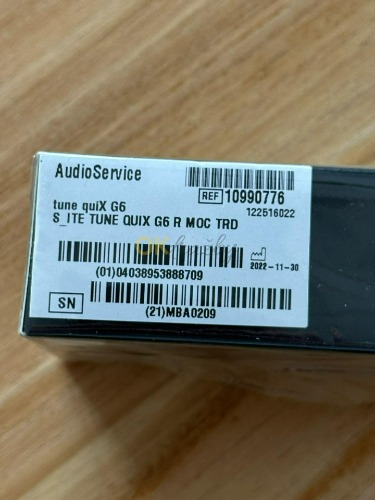 AudioService
REF 10990776
122516022
tune quiX G6
S_ITE TUNE QUIX G6 R MOC TRD
2022-11-30
(01)04038953888709
SN
(21)MBA0209